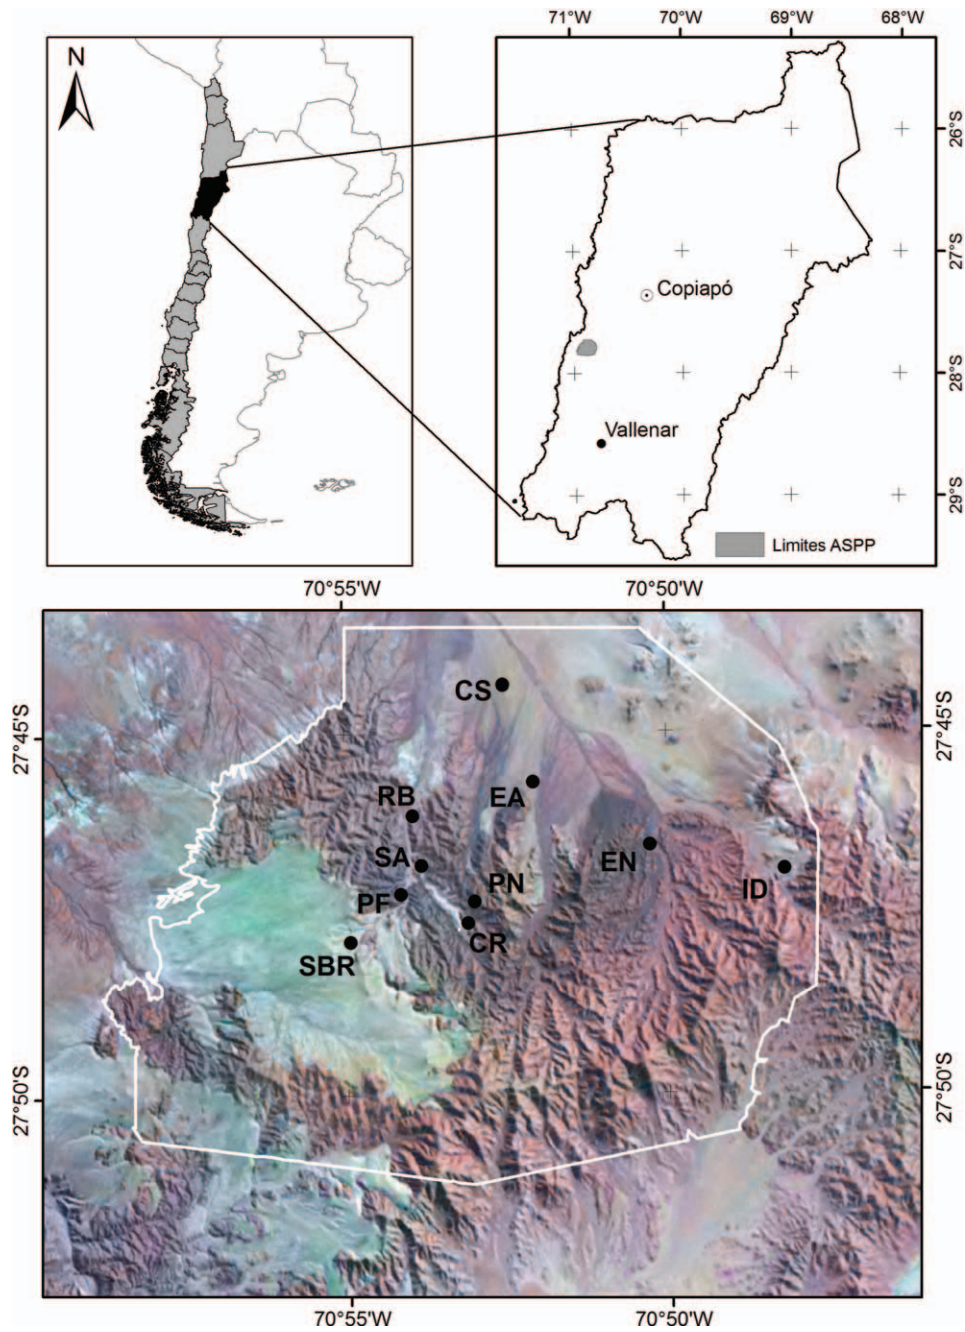 N
71°W 70°W 69°W 68°W
26°S
27°S
Copiapó
28°S
Vallenar
29°S
Limites ASPP
70°55'W 70°50'W
CS
27°45'S 27°45'S
RB EA
SA EN
PF PN ID
CR
SBR
27°50'S 27°50'S
70°55'W 70°50'W